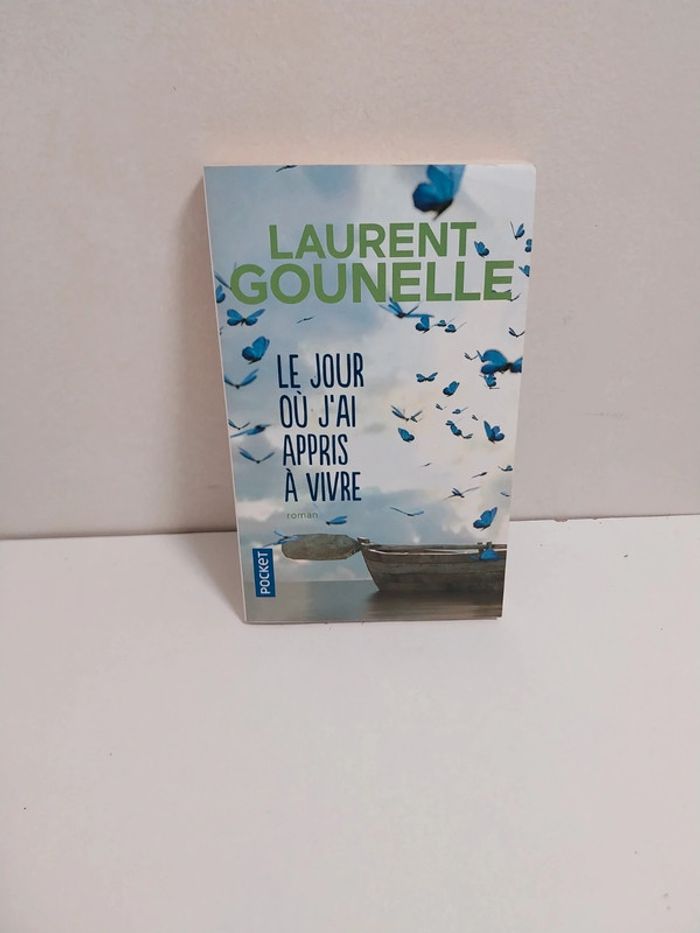 LAURENT
GOUNELLE
LE JOUR
OÙ J'AI
APPRIS
À VIVRE
roman
POCKET